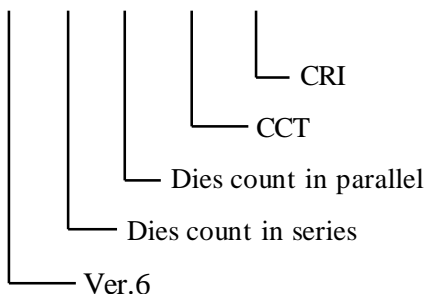 CRI
CCT
Dies count in parallel
Dies count in series
Ver.6